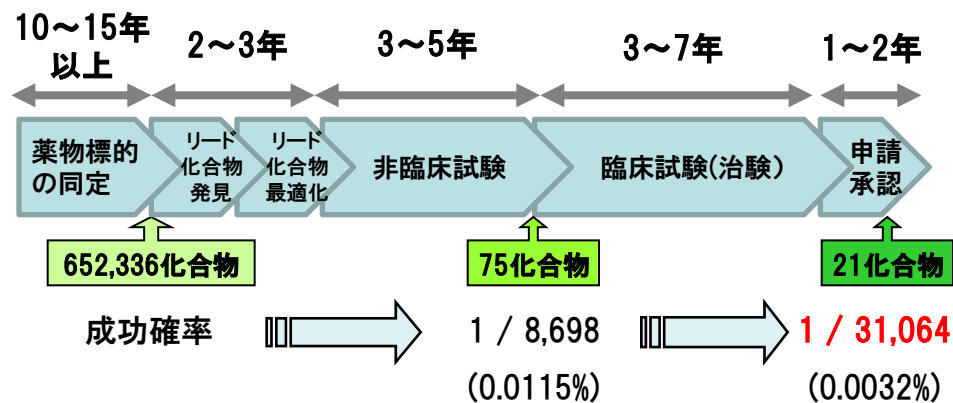 10～15年
以上
2～3年
3～5年
3～7年
1～2年
薬物標的
の同定
リード
化合物
発見
リード
化合物
最適化
非臨床試験
臨床試験(治験)
申請
承認
652,336化合物
75化合物
21化合物
成功確率
1 / 8,698
(0.0115%)
1 / 31,064
(0.0032%)